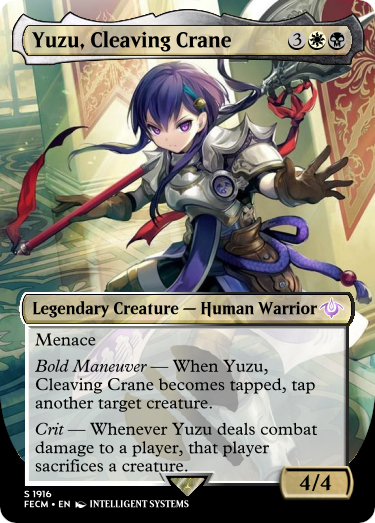 Yuzu, Cleaving Crane 3
Legendary Creature — Human Warrior
Menace
Bold Maneuver — When Yuzu,
Cleaving Crane becomes tapped, tap
another target creature.
Crit — Whenever Yuzu deals combat
damage to a player, that player
sacrifices a creature.
4/4
S 1916
FECM • EN INTELLIGENT SYSTEMS